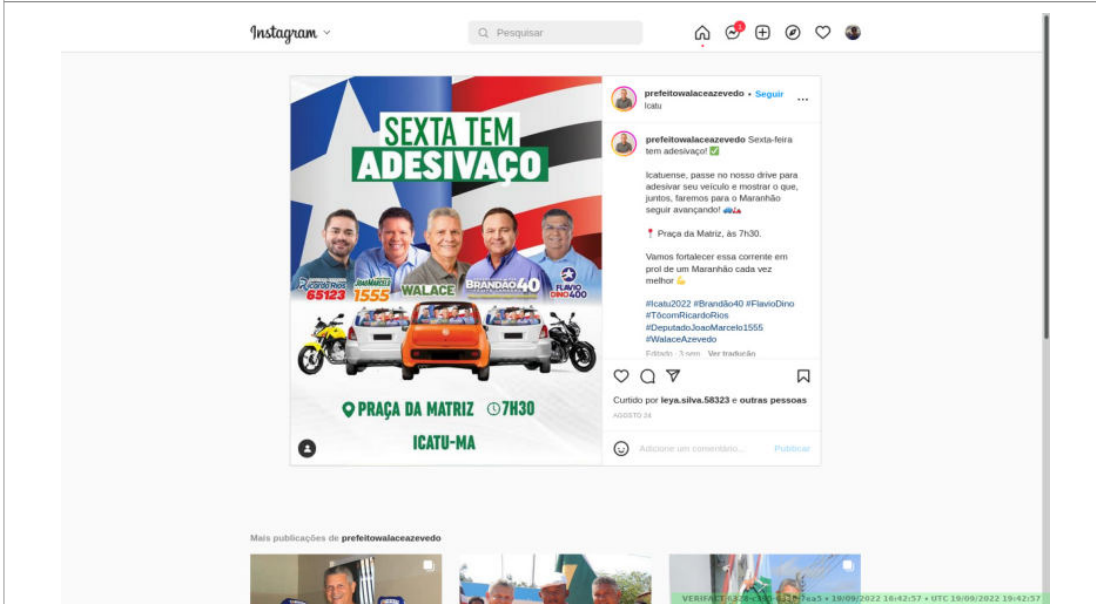 Instagram
Pesquisar
1
SEXTA TEM
ADESIVAÇO
Ricardo Rios
65123
JOÃO MARCELO
1555
WALACE
BRANDÃO 40
FLÁVIO
DINO 400
PRAÇA DA MATRIZ 7H30
ICATU-MA
prefeitowalaceazevedo • Seguir
Icatu
prefeitowalaceazevedo Sexta-feira
tem adesivaço! ✅
Icatuense, passe no nosso drive para
adesivar seu veículo e mostrar o que,
juntos, faremos para o Maranhão
seguir avançando! 🚙🏍️
📍 Praça da Matriz, às 7h30.
Vamos fortalecer essa corrente em
prol de um Maranhão cada vez
melhor 💪
#Icatu2022 #Brandão40 #FlavioDino
#TôcomRicardoRios
#DeputadoJoaoMarcelo1555
#WalaceAzevedo
Editado · 3 sem Ver tradução
Curtido por leya.silva.58323 e outras pessoas
AGOSTO 24
Adicione um comentário... Publicar
Mais publicações de prefeitowalaceazevedo
19/09/2022 16:42:57 • UTC 19/09/2022 19:42:57